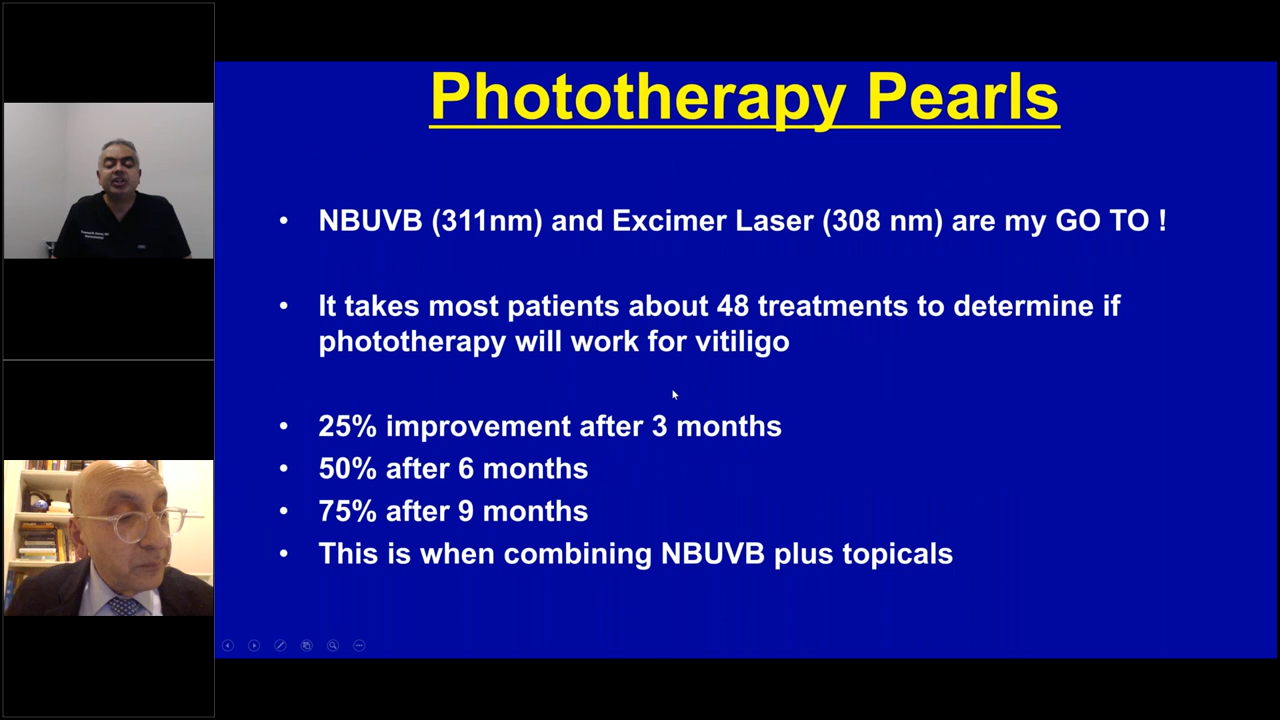 Phototherapy Pearls
• NBUVB (311nm) and Excimer Laser (308 nm) are my GO TO !
• It takes most patients about 48 treatments to determine if
phototherapy will work for vitiligo
• 25% improvement after 3 months
• 50% after 6 months
• 75% after 9 months
• This is when combining NBUVB plus topicals